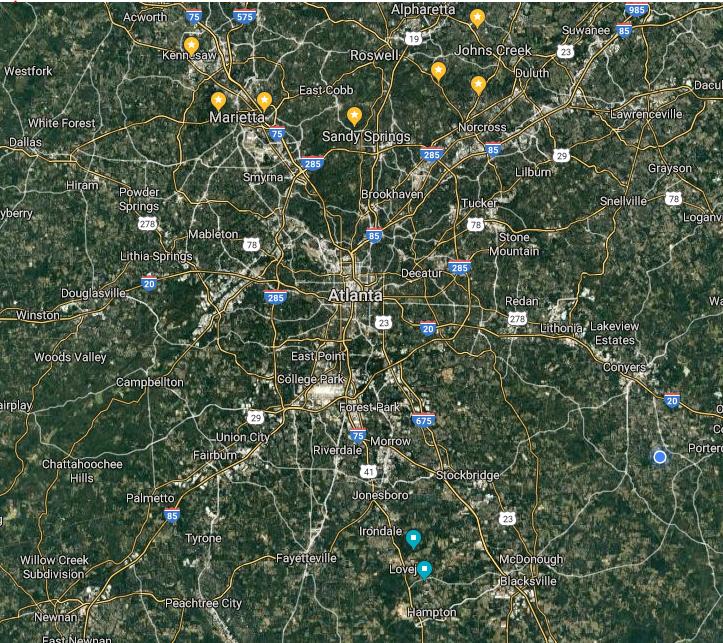 Acworth
75
575
Alpharetta
985
19
Suwanee
85
Kennesaw
Roswell
Johns Creek
23
Westfork
East Cobb
Duluth
Dacul
White Forest
Marietta
75
Sandy Springs
Norcross
Lawrenceville
Dallas
285
285
85
29
Hiram
Smyrna
Lilburn
Grayson
Powder
Springs
Brookhaven
Tucker
Snellville
78
yberry
278
Mableton
78
85
78
Loganv
Lithia-Springs
Stone
Mountain
20
Decatur
285
Douglasville
285
Atlanta
Redan
Wa
Winston
23
20
278
Lithonia
Lakeview
Estates
Woods Valley
East Point
Conyers
Campbellton
College Park
20
airplay
29
Forest Park
675
Union City
75
Morrow
Co
Chattahoochee
Hills
Fairburn
Riverdale
Porterd
41
Stockbridge
Palmetto
Jonesboro
85
23
Tyrone
Irondale
Willow Creek
Subdivision
Fayetteville
McDonough
Lovej
Blacksville
Newnan
Peachtree City
Hampton
East Newnan